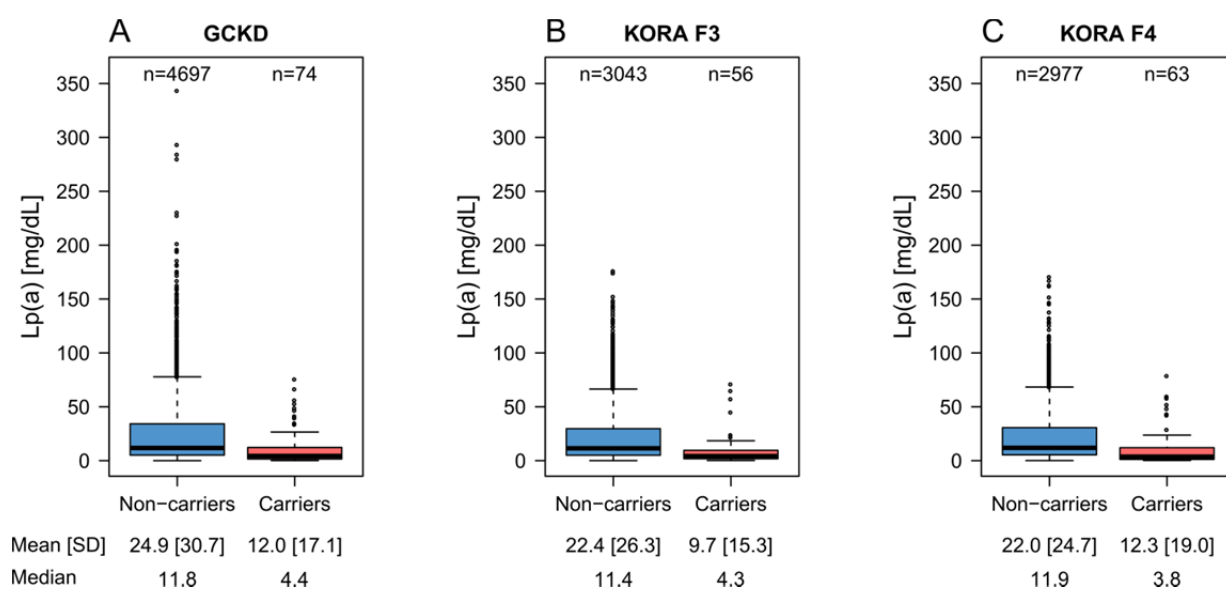 A GCKD
n=4697 n=74
350
300
250
200
150
100
50
0
Lp(a) [mg/dL]
Non−carriers Carriers
B KORA F3
n=3043 n=56
350
300
250
200
150
100
50
0
Lp(a) [mg/dL]
Non−carriers Carriers
C KORA F4
n=2977 n=63
350
300
250
200
150
100
50
0
Lp(a) [mg/dL]
Non−carriers Carriers
Mean [SD] 24.9 [30.7] 12.0 [17.1] 22.4 [26.3] 9.7 [15.3] 22.0 [24.7] 12.3 [19.0]
Median 11.8 4.4 11.4 4.3 11.9 3.8